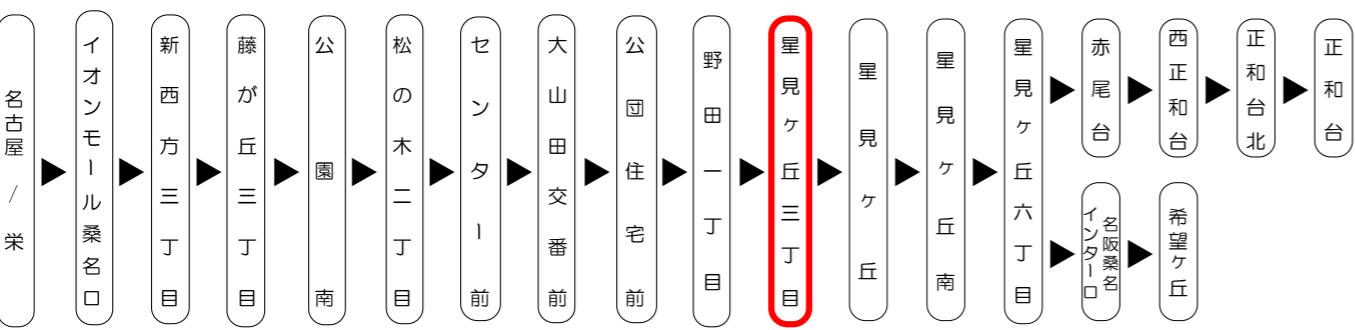 名古屋 / 栄
イオンモール桑名口
新西方三丁目
藤が丘三丁目
公園南
松の木二丁目
センター前
大山田交番前
公団住宅前
野田一丁目
星見ヶ丘三丁目
星見ヶ丘
星見ヶ丘南
星見ヶ丘六丁目
赤尾台
西正和台
正和台北
正和台
名阪桑名
インター口
希望ヶ丘